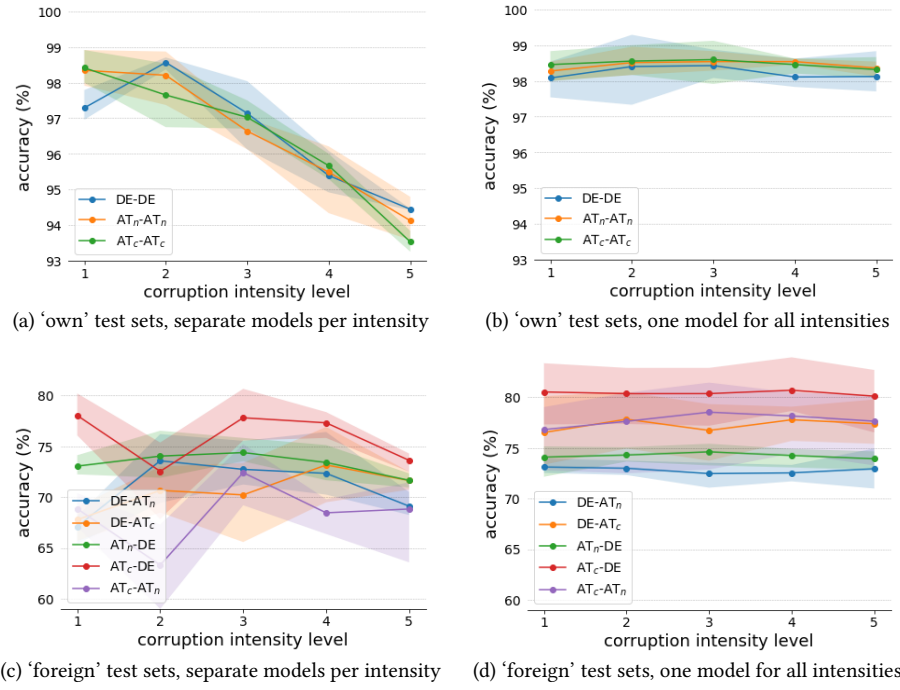 accuracy (%)
100
99
98
97
96
95
94
93
DE-DE
ATn-ATn
ATc-ATc
1 2 3 4 5
corruption intensity level
(a) ‘own’ test sets, separate models per intensity
accuracy (%)
100
99
98
97
96
95
94
93
DE-DE
ATn-ATn
ATc-ATc
1 2 3 4 5
corruption intensity level
(b) ‘own’ test sets, one model for all intensities
accuracy (%)
80
75
70
65
60
DE-ATn
DE-ATc
ATn-DE
ATc-DE
ATc-ATn
1 2 3 4 5
corruption intensity level
(c) ‘foreign’ test sets, separate models per intensity
accuracy (%)
80
75
70
65
60
DE-ATn
DE-ATc
ATn-DE
ATc-DE
ATc-ATn
1 2 3 4 5
corruption intensity level
(d) ‘foreign’ test sets, one model for all intensities